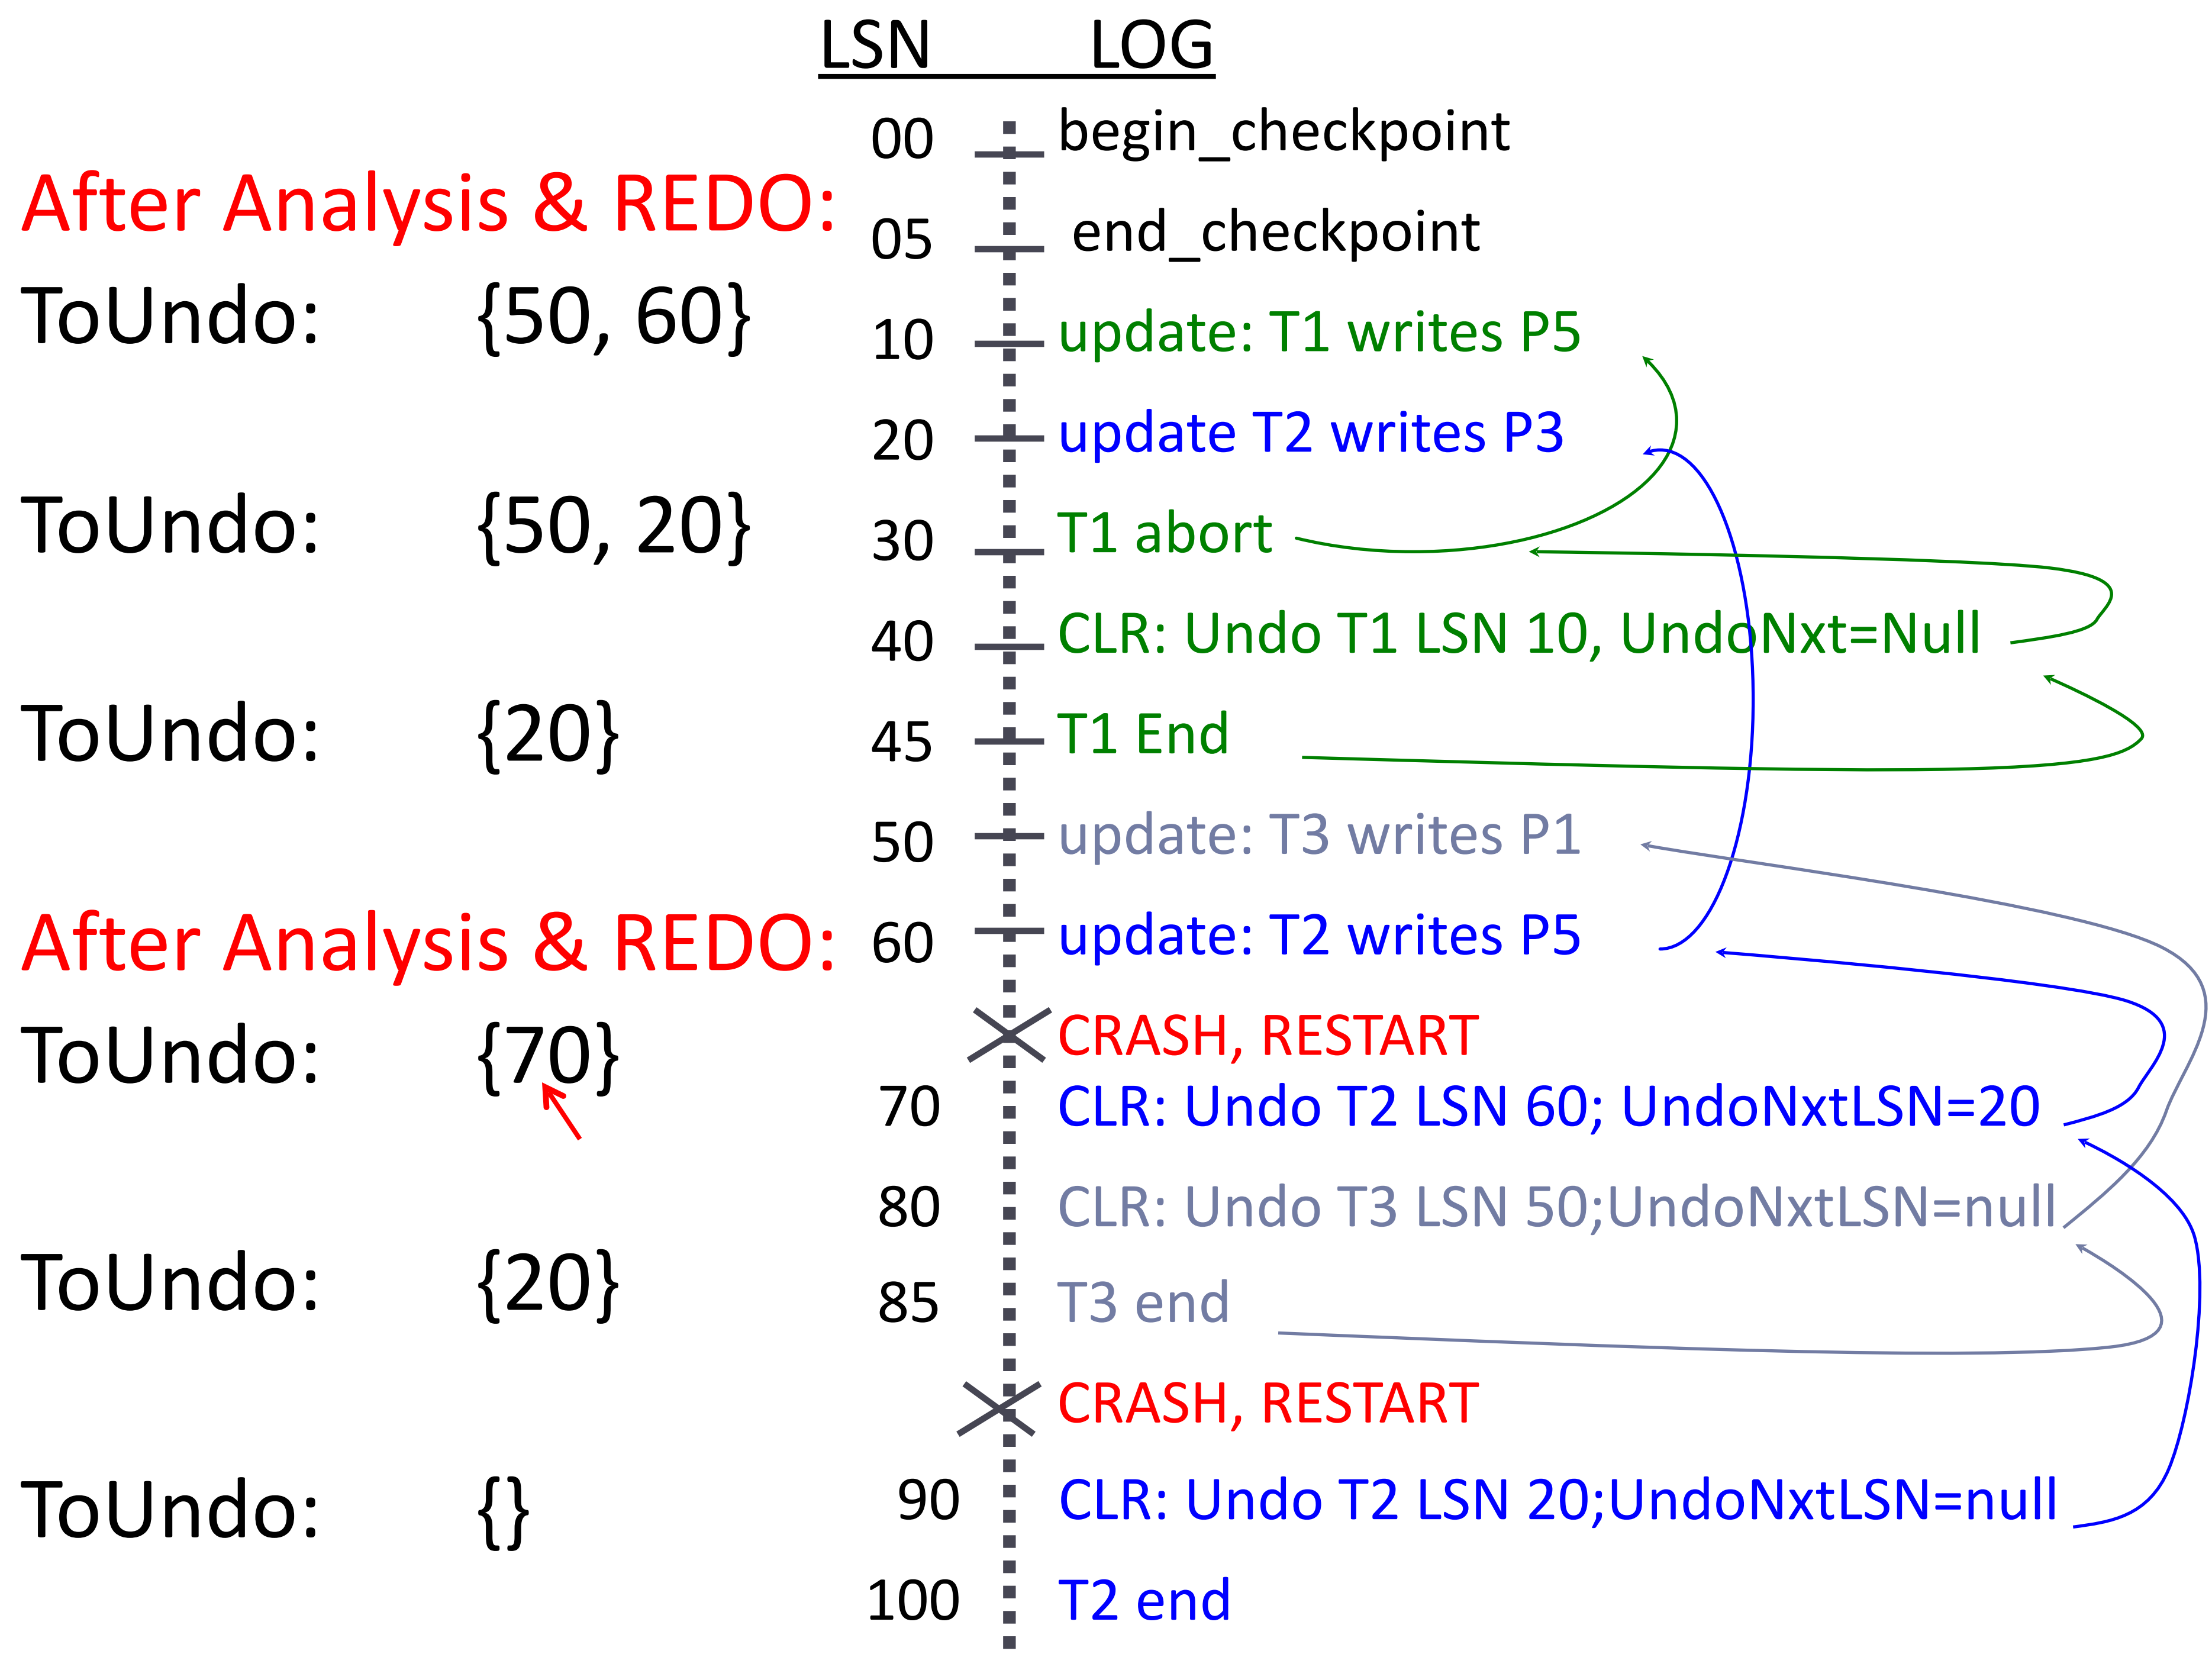 LSN LOG
00 begin_checkpoint
After Analysis & REDO:
05 end_checkpoint
ToUndo: {50, 60}
10 update: T1 writes P5
20 update T2 writes P3
ToUndo: {50, 20}
30 T1 abort
40 CLR: Undo T1 LSN 10, UndoNxt=Null
ToUndo: {20}
45 T1 End
50 update: T3 writes P1
After Analysis & REDO:
60 update: T2 writes P5
CRASH, RESTART
ToUndo: {70}
70 CLR: Undo T2 LSN 60; UndoNxtLSN=20
80 CLR: Undo T3 LSN 50;UndoNxtLSN=null
ToUndo: {20}
85 T3 end
CRASH, RESTART
90 CLR: Undo T2 LSN 20;UndoNxtLSN=null
ToUndo: {}
100 T2 end